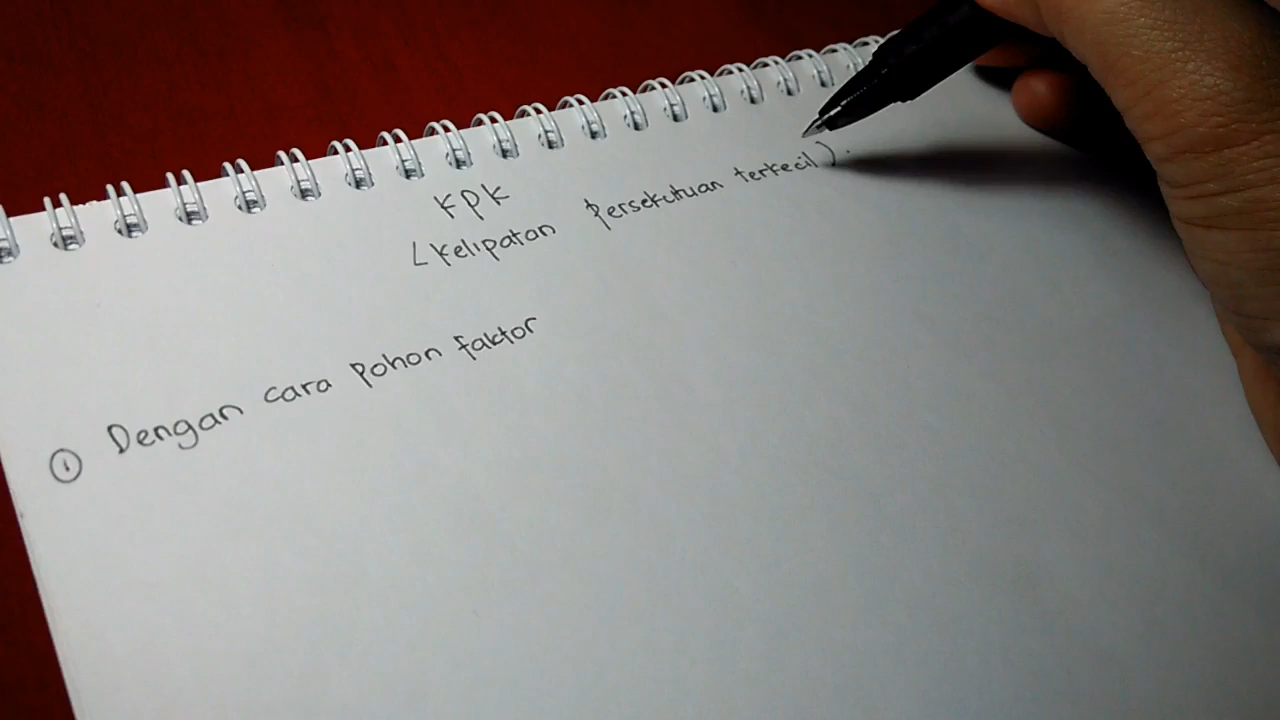 KPK
(Kelipatan Persekutuan terkecil).
① Dengan cara Pohon faktor